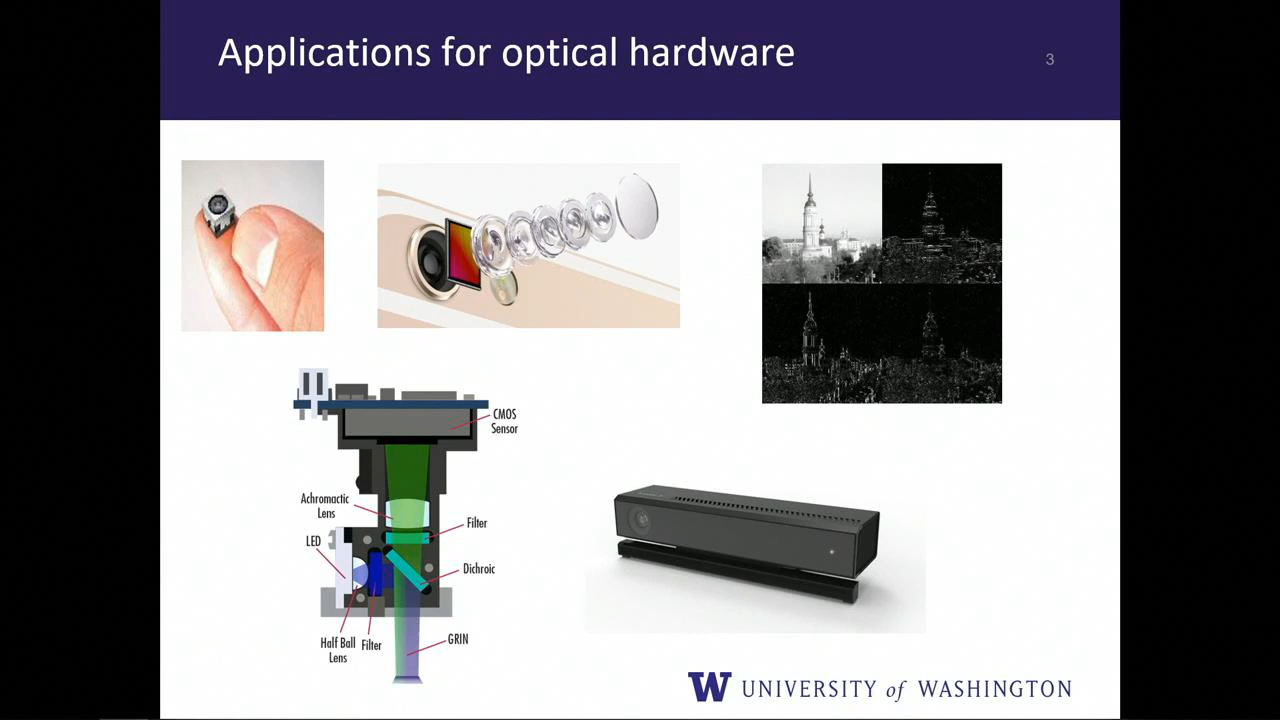 Applications for optical hardware
3
CMOS
Sensor
Achromactic
Lens
Filter
LED
Dichroic
Half Ball
Lens
Filter
GRIN
W UNIVERSITY of WASHINGTON